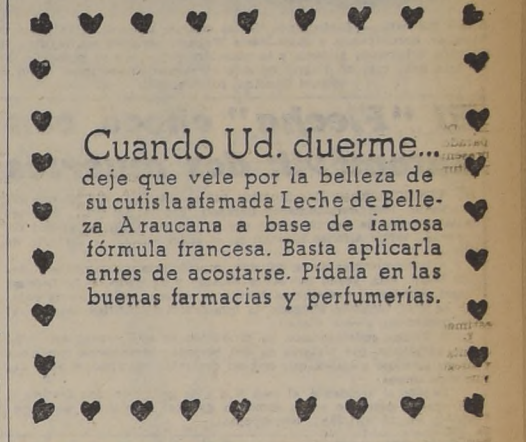 Cuando Ud. duerme...
deje que vele por la belleza de
su cutis la afamada Leche de Belle-
za Araucana a base de iamosa
fórmula francesa. Basta aplicarla
antes de acostarse. Pídala en las
buenas farmacias y perfumerías.